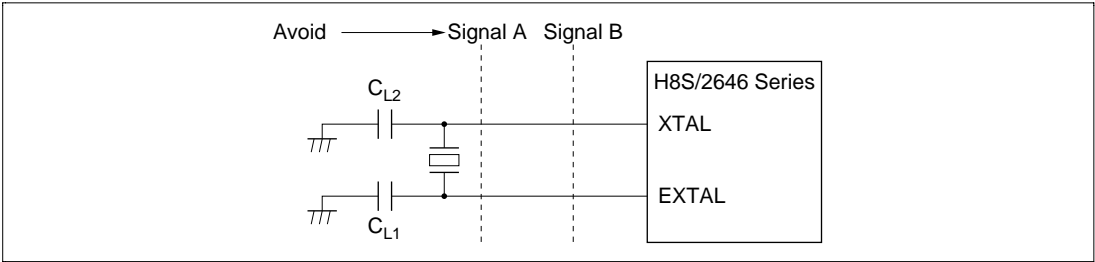 Avoid Signal A Signal B
H8S/2646 Series
CL2
XTAL
EXTAL
CL1